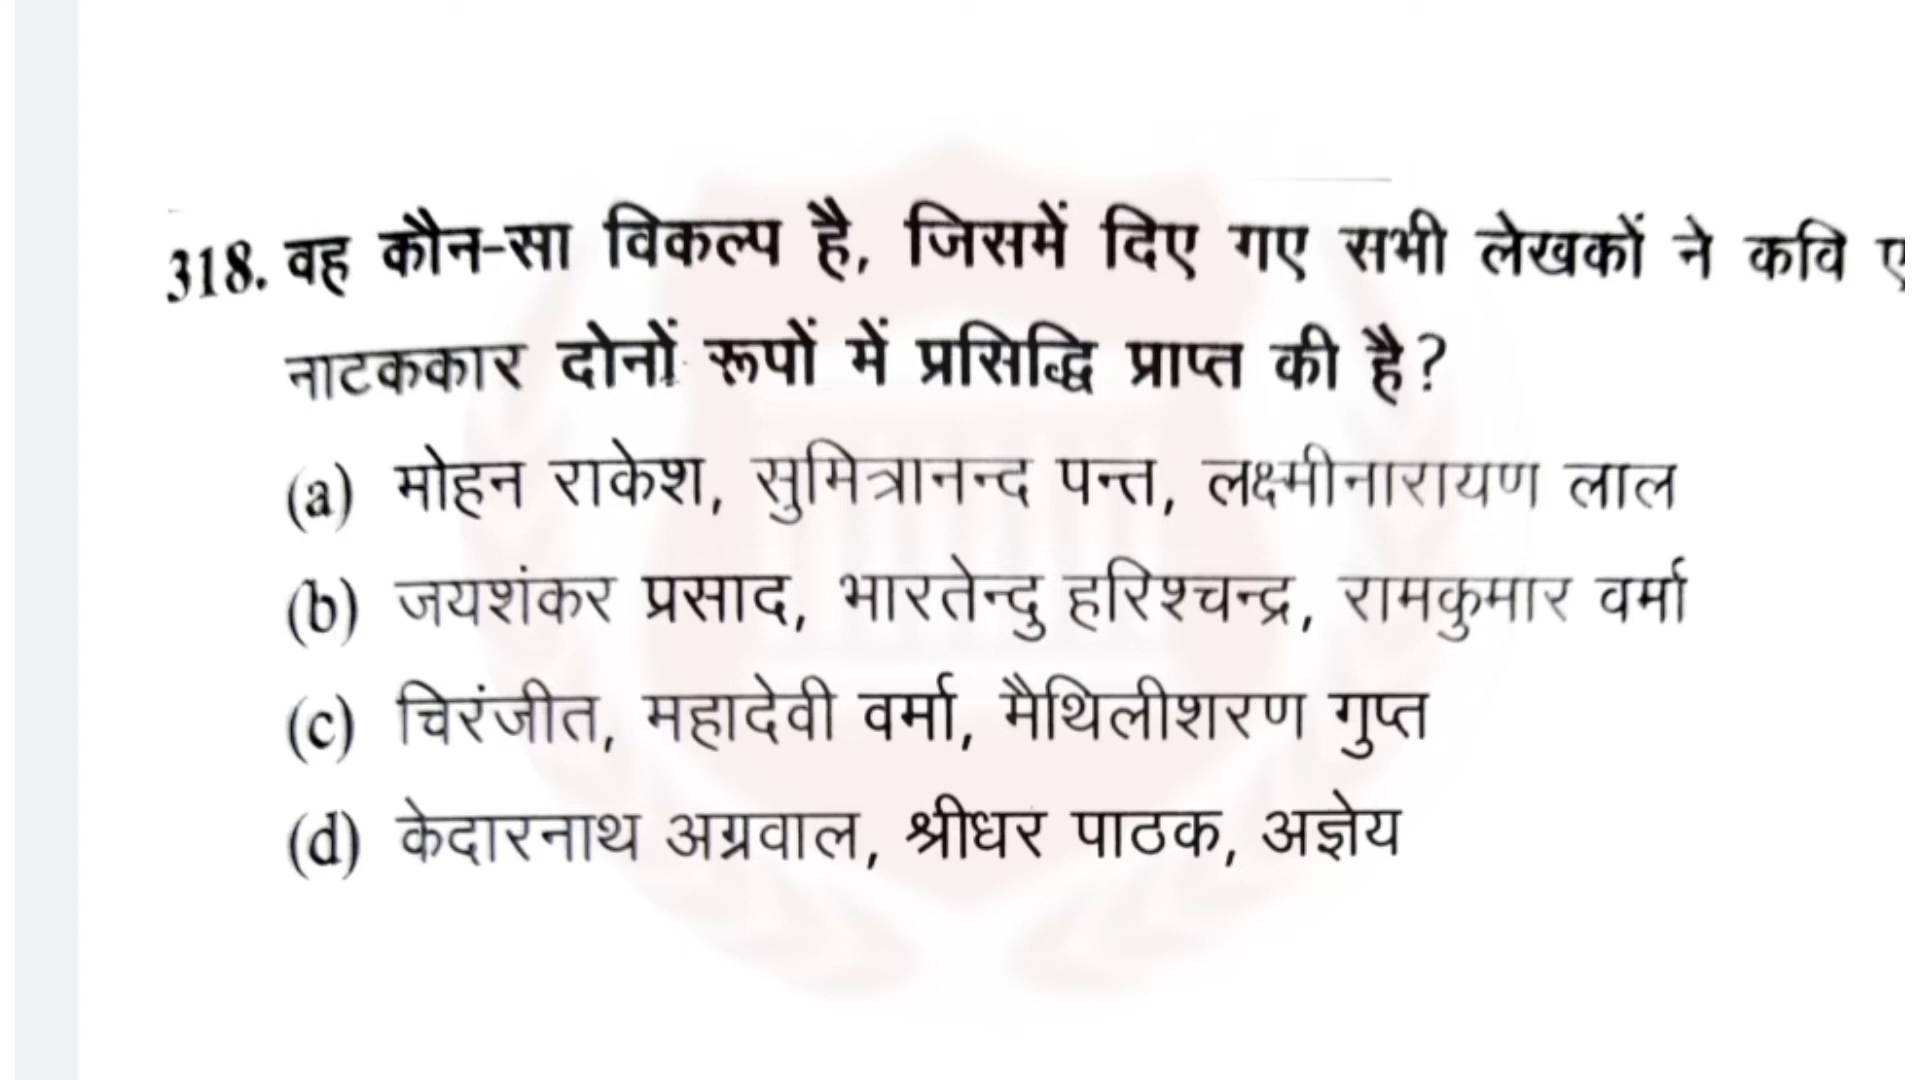 318. वह कौन-सा विकल्प है, जिसमें दिए गए सभी लेखकों ने कवि
नाटककार दोनों रूपों में प्रसिद्धि प्राप्त की है?
(a) मोहन राकेश, सुमित्रानन्द पन्त, लक्ष्मीनारायण लाल
(b) जयशंकर प्रसाद, भारतेन्दु हरिश्चन्द्र, रामकुमार वर्मा
(c) चिरंजीत, महादेवी वर्मा, मैथिलीशरण गुप्त
(d) केदारनाथ अग्रवाल, श्रीधर पाठक, अज्ञेय